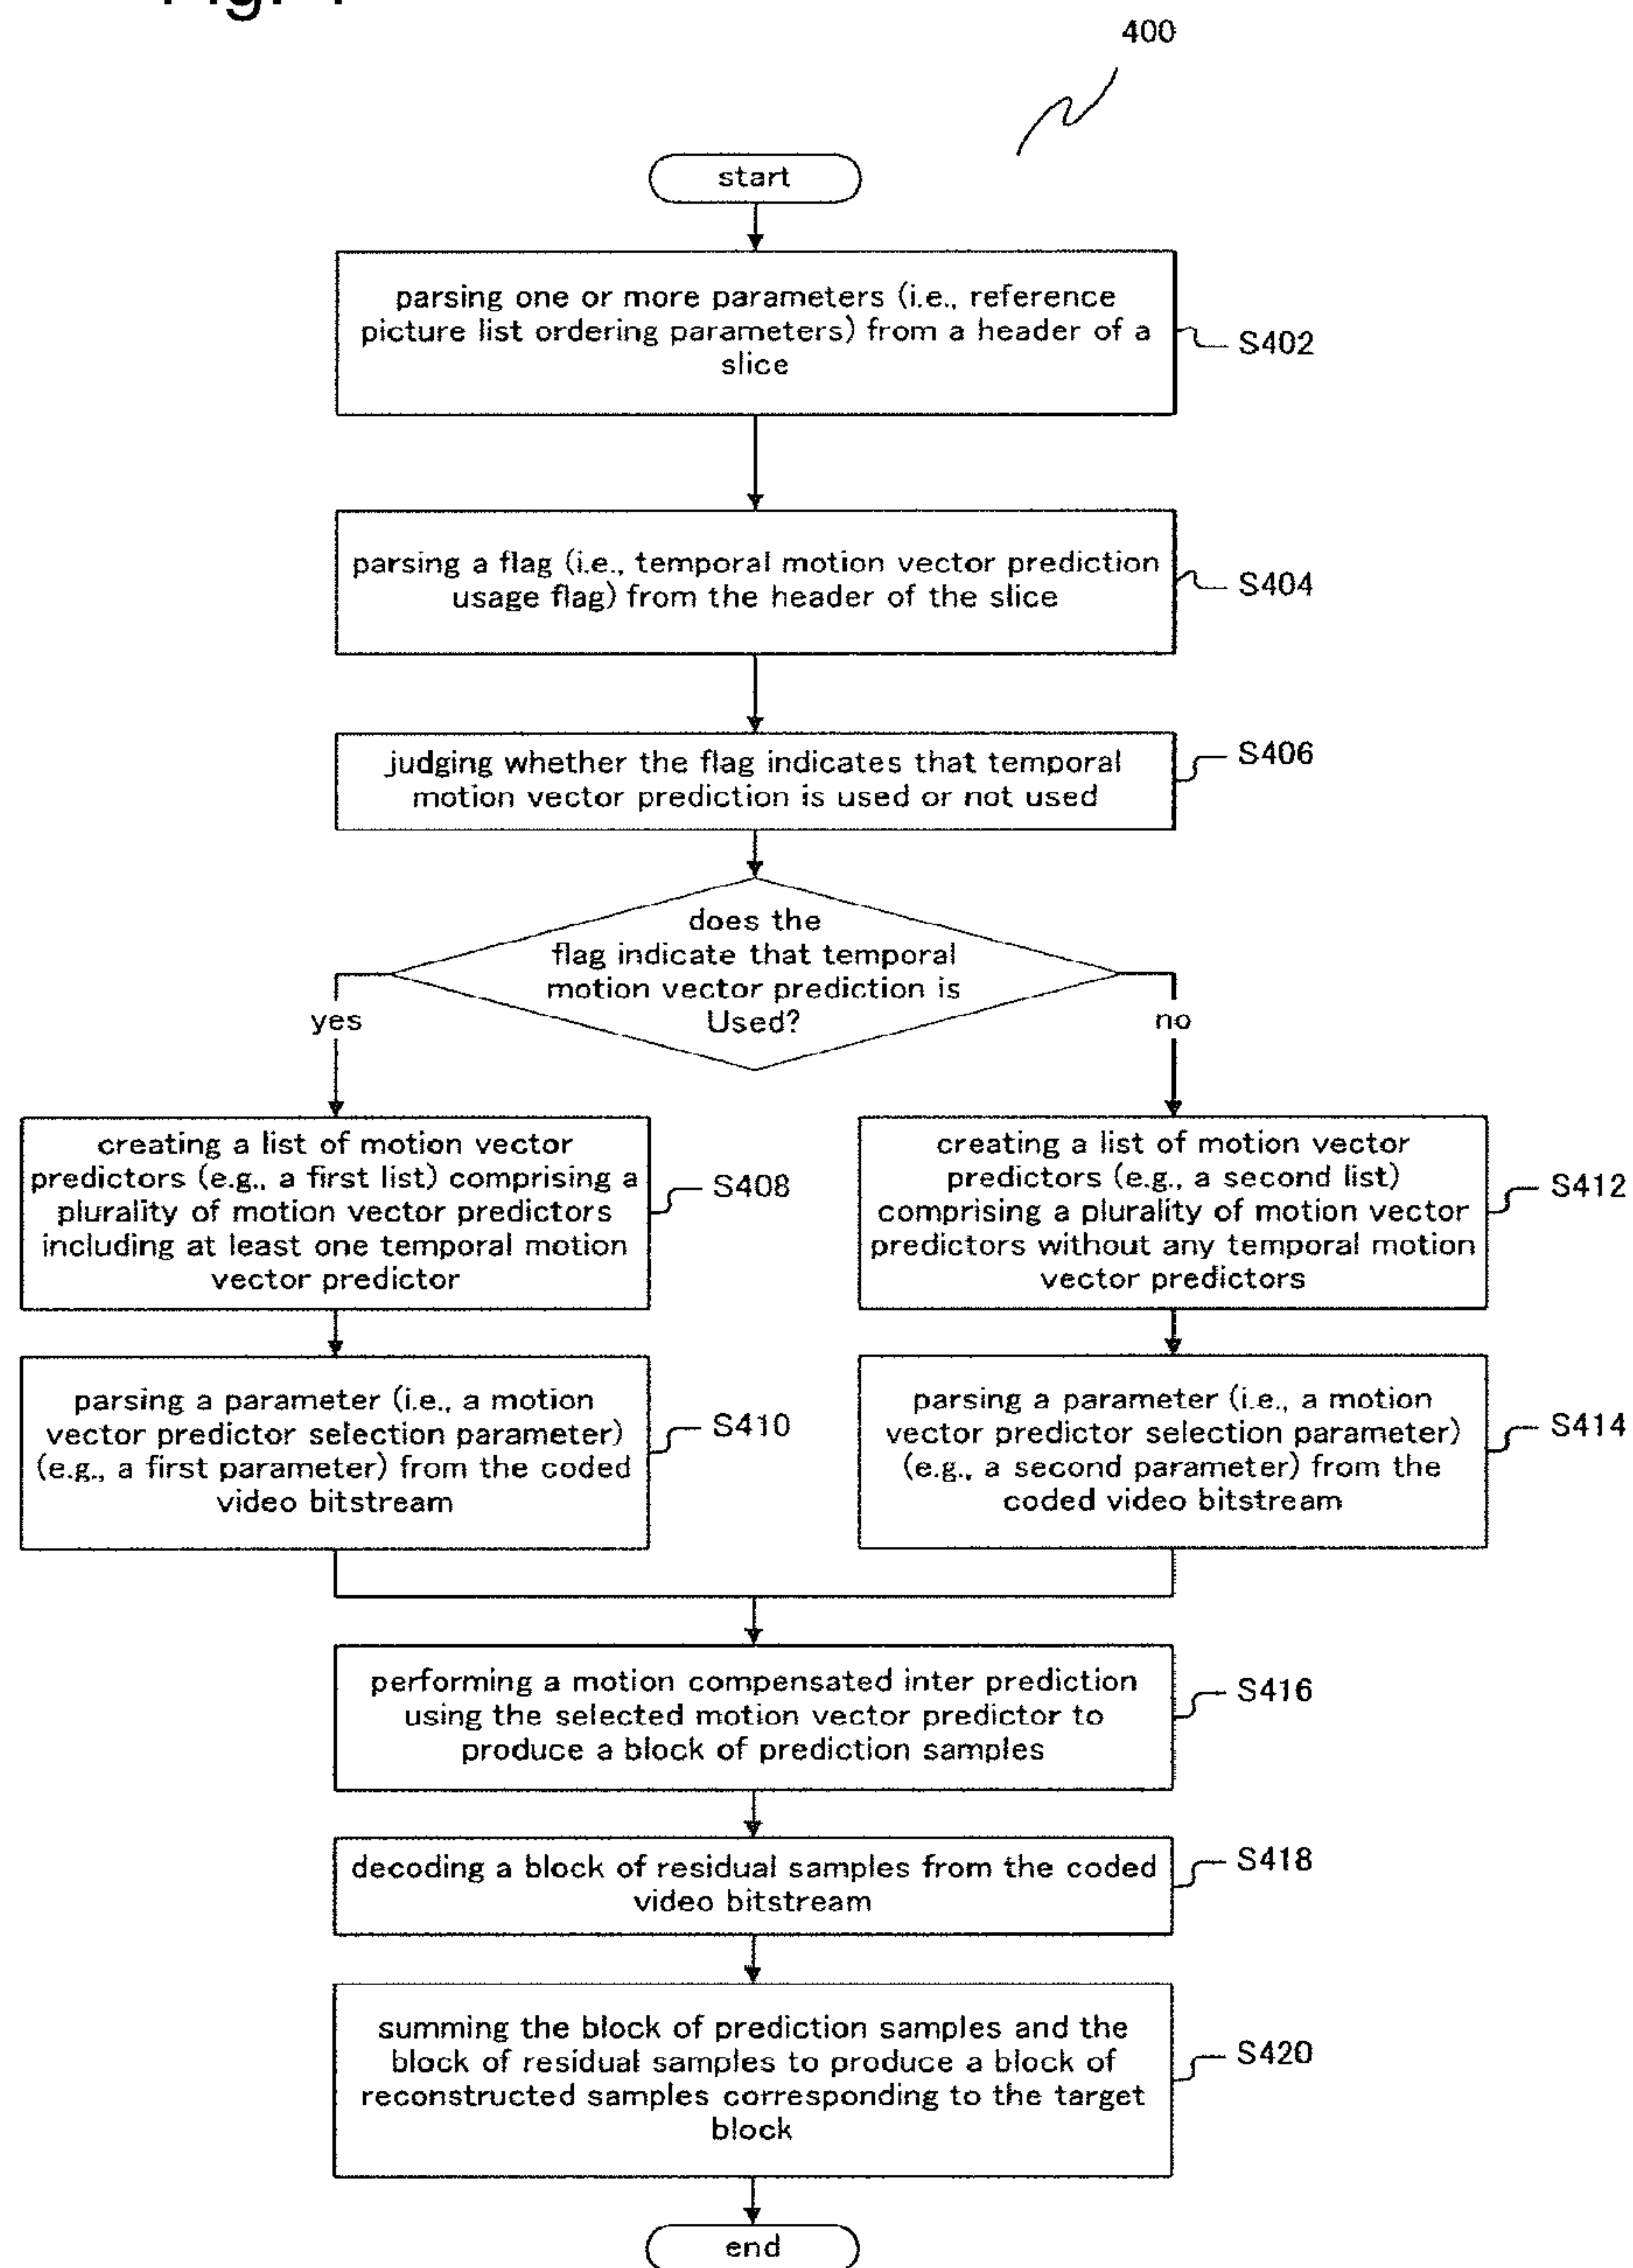 400
start
parsing one or more parameters (i.e., reference
picture list ordering parameters) from a header of a
slice
S402
parsing a flag (i.e., temporal motion vector prediction
usage flag) from the header of the slice
S404
judging whether the flag indicates that temporal
motion vector prediction is used or not used
S406
does the
flag indicate that temporal
motion vector prediction is
Used?
yes
no
creating a list of motion vector
predictors (e.g., a first list) comprising a
plurality of motion vector predictors
including at least one temporal motion
vector predictor
S408
creating a list of motion vector
predictors (e.g., a second list)
comprising a plurality of motion vector
predictors without any temporal motion
vector predictors
S412
parsing a parameter (i.e., a motion
vector predictor selection parameter)
(e.g., a first parameter) from the coded
video bitstream
S410
parsing a parameter (i.e., a motion
vector predictor selection parameter)
(e.g., a second parameter) from the
coded video bitstream
S414
performing a motion compensated inter prediction
using the selected motion vector predictor to
produce a block of prediction samples
S416
decoding a block of residual samples from the coded
video bitstream
S418
summing the block of prediction samples and the
block of residual samples to produce a block of
reconstructed samples corresponding to the target
block
S420
end